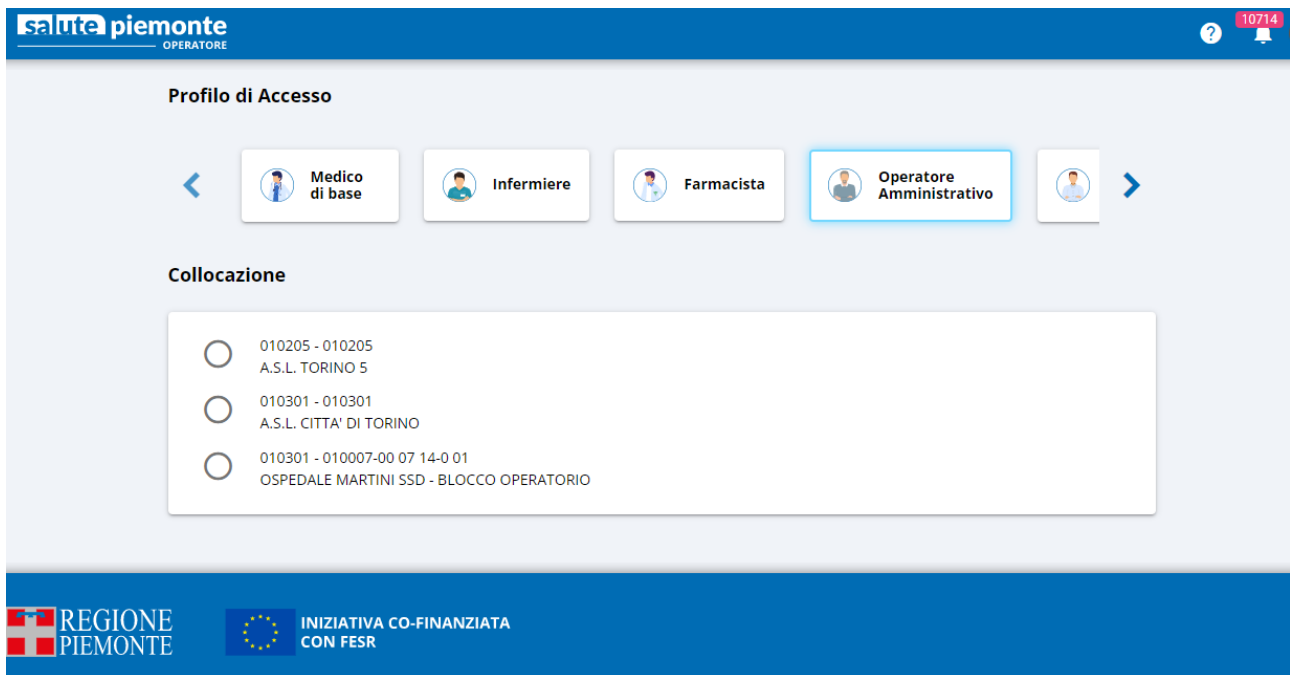 salute piemonte
OPERATORE
?
10714
Profilo di Accesso
Medico
di base
Infermiere
Farmacista
Operatore
Amministrativo
Collocazione
010205 - 010205
A.S.L. TORINO 5
010301 - 010301
A.S.L. CITTA' DI TORINO
010301 - 010007-00 07 14-0 01
OSPEDALE MARTINI SSD - BLOCCO OPERATORIO
REGIONE
PIEMONTE
INIZIATIVA CO-FINANZIATA
CON FESR